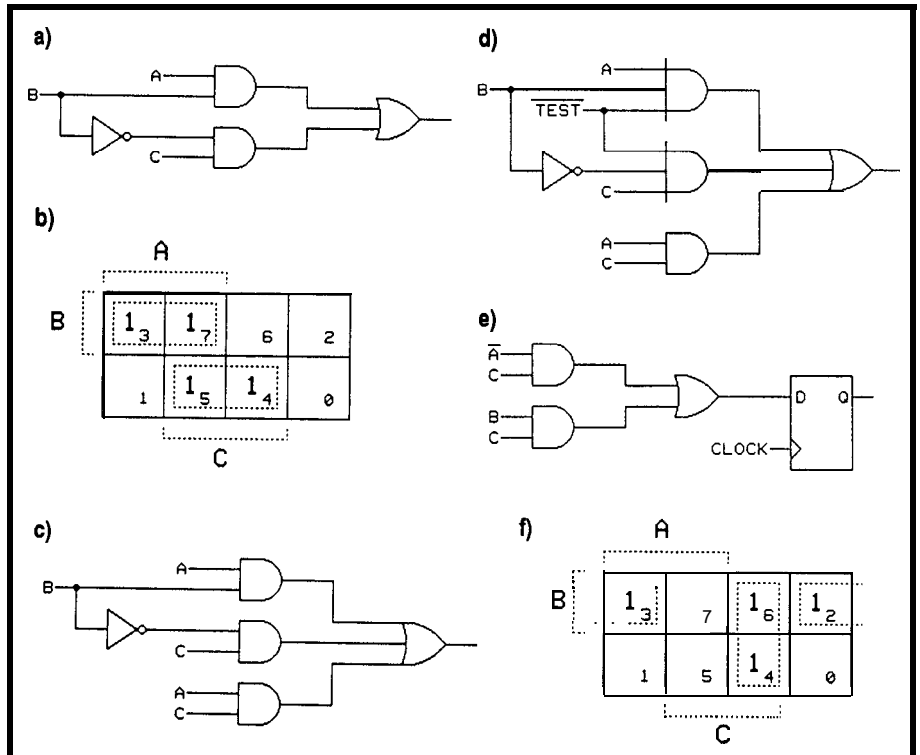 a)
A
B
C
b)
A
B
1 3 1 7 6 2
1 1 5 1 4 0
C
c)
A
B
C
A
C
d)
A
B
TEST
C
A
C
e)
A
C
B
C
D Q
CLOCK
f)
A
B
1 3 7 1 6 1 2
1 5 1 4 0
C